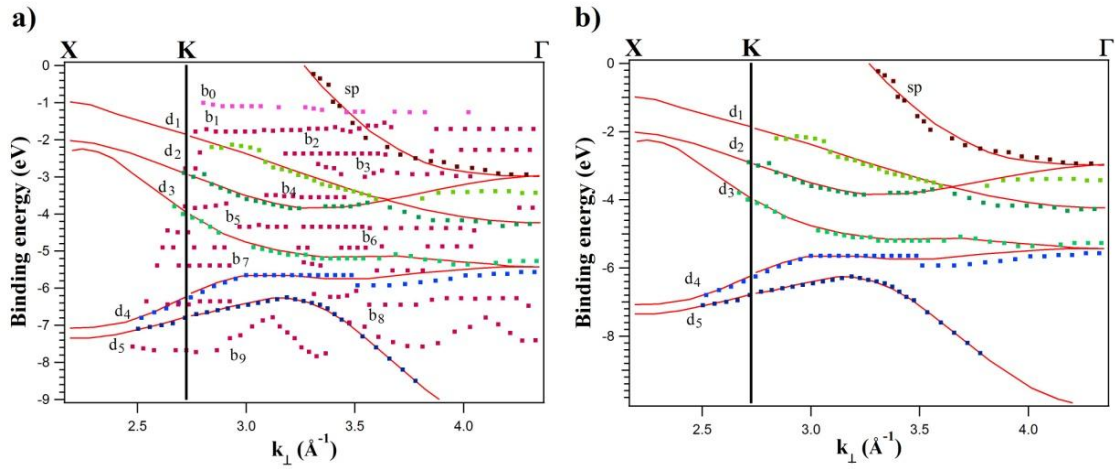 a)
X K Γ
0
-1
-2
-3
-4
-5
-6
-7
-8
-9
Binding energy (eV)
b₀
b₁
b₂
b₃
b₄
b₅
b₆
b₇
b₈
b₉
d₁
d₂
d₃
d₄
d₅
sp
2.5 3.0 3.5 4.0
k⊥ (Å⁻¹)
b)
X K Γ
0
-2
-4
-6
-8
Binding energy (eV)
d₁
d₂
d₃
d₄
d₅
sp
2.5 3.0 3.5 4.0
k⊥ (Å⁻¹)